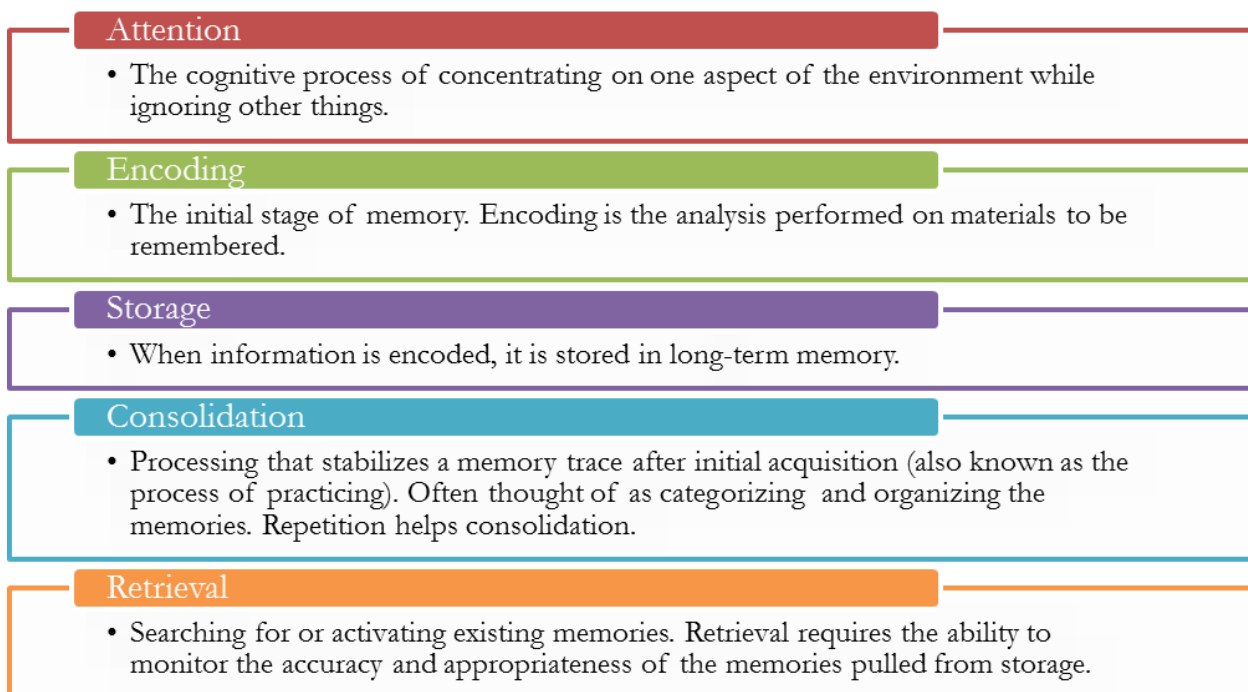 Attention
• The cognitive process of concentrating on one aspect of the environment while
ignoring other things.
Encoding
• The initial stage of memory. Encoding is the analysis performed on materials to be
remembered.
Storage
• When information is encoded, it is stored in long-term memory.
Consolidation
• Processing that stabilizes a memory trace after initial acquisition (also known as the
process of practicing). Often thought of as categorizing and organizing the
memories. Repetition helps consolidation.
Retrieval
• Searching for or activating existing memories. Retrieval requires the ability to
monitor the accuracy and appropriateness of the memories pulled from storage.